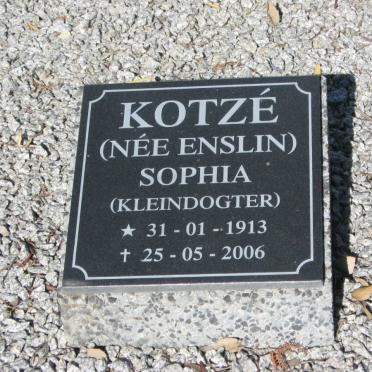 KOTZÉ
(NÉE ENSLIN)
SOPHIA
(KLEINDOGTER)
★ 31 - 01 - 1913
† 25 - 05 - 2006